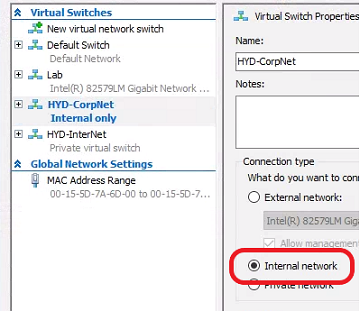 Virtual Switches
New virtual network switch
Default Switch
Default Network
Lab
Intel(R) 82579LM Gigabit Network ...
HYD-CorpNet
Internal only
HYD-InterNet
Private virtual switch
Global Network Settings
MAC Address Range
00-15-5D-7A-6D-00 to 00-15-5D-7...
Virtual Switch Properties
Name:
HYD-CorpNet
Notes:
Connection type
What do you want to conn
External network:
Intel(R) 82579LM Giga
Allow management
Internal network
Private network